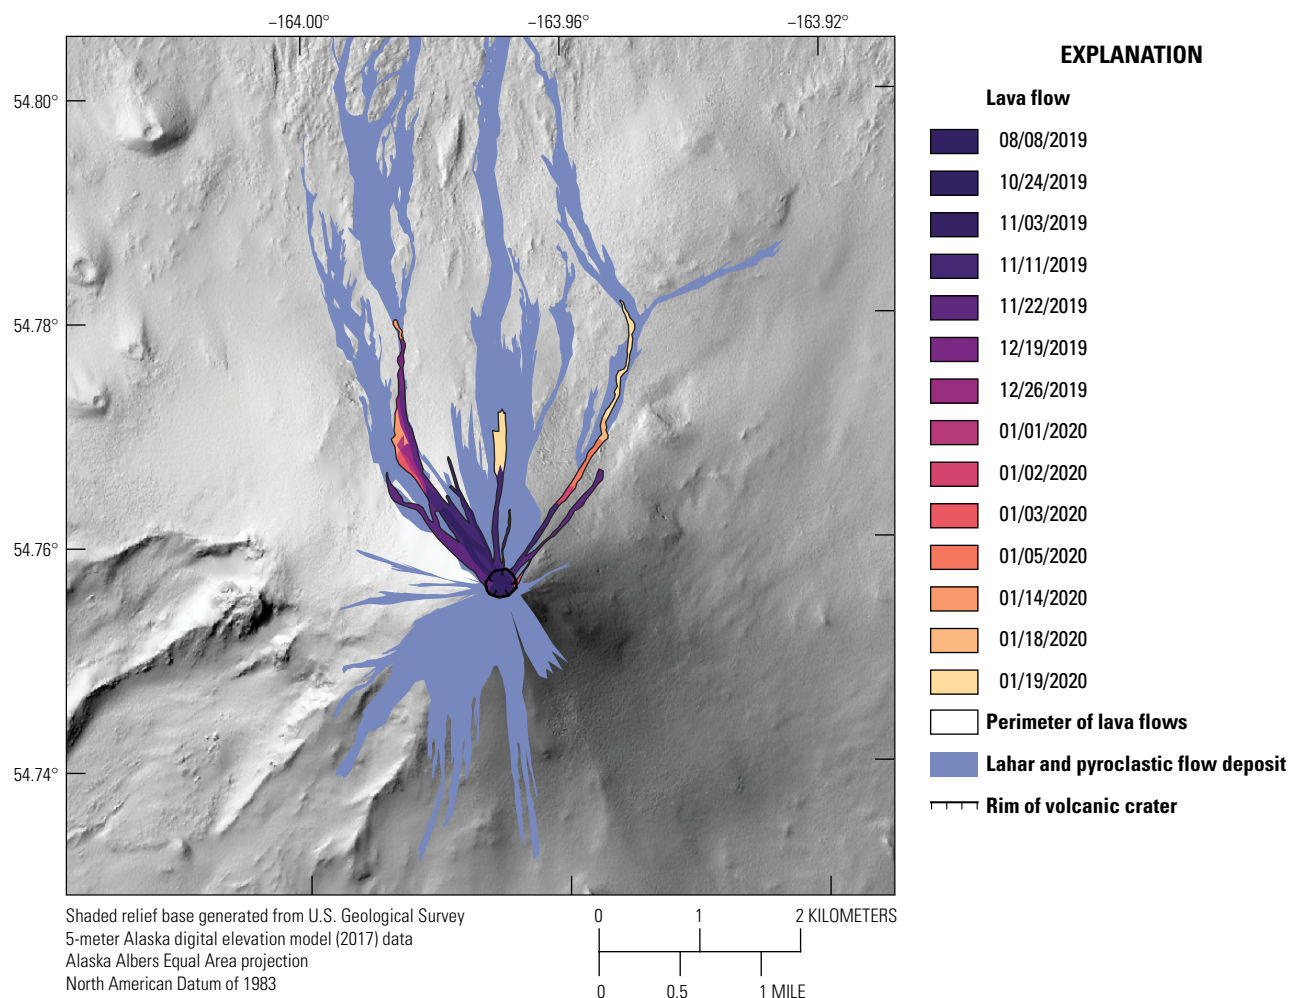 −164.00°
−163.96°
−163.92°
54.80°
54.78°
54.76°
54.74°
EXPLANATION
Lava flow
08/08/2019
10/24/2019
11/03/2019
11/11/2019
11/22/2019
12/19/2019
12/26/2019
01/01/2020
01/02/2020
01/03/2020
01/05/2020
01/14/2020
01/18/2020
01/19/2020
Perimeter of lava flows
Lahar and pyroclastic flow deposit
Rim of volcanic crater
Shaded relief base generated from U.S. Geological Survey
5-meter Alaska digital elevation model (2017) data
Alaska Albers Equal Area projection
North American Datum of 1983
0 1 2 KILOMETERS
0 0.5 1 MILE